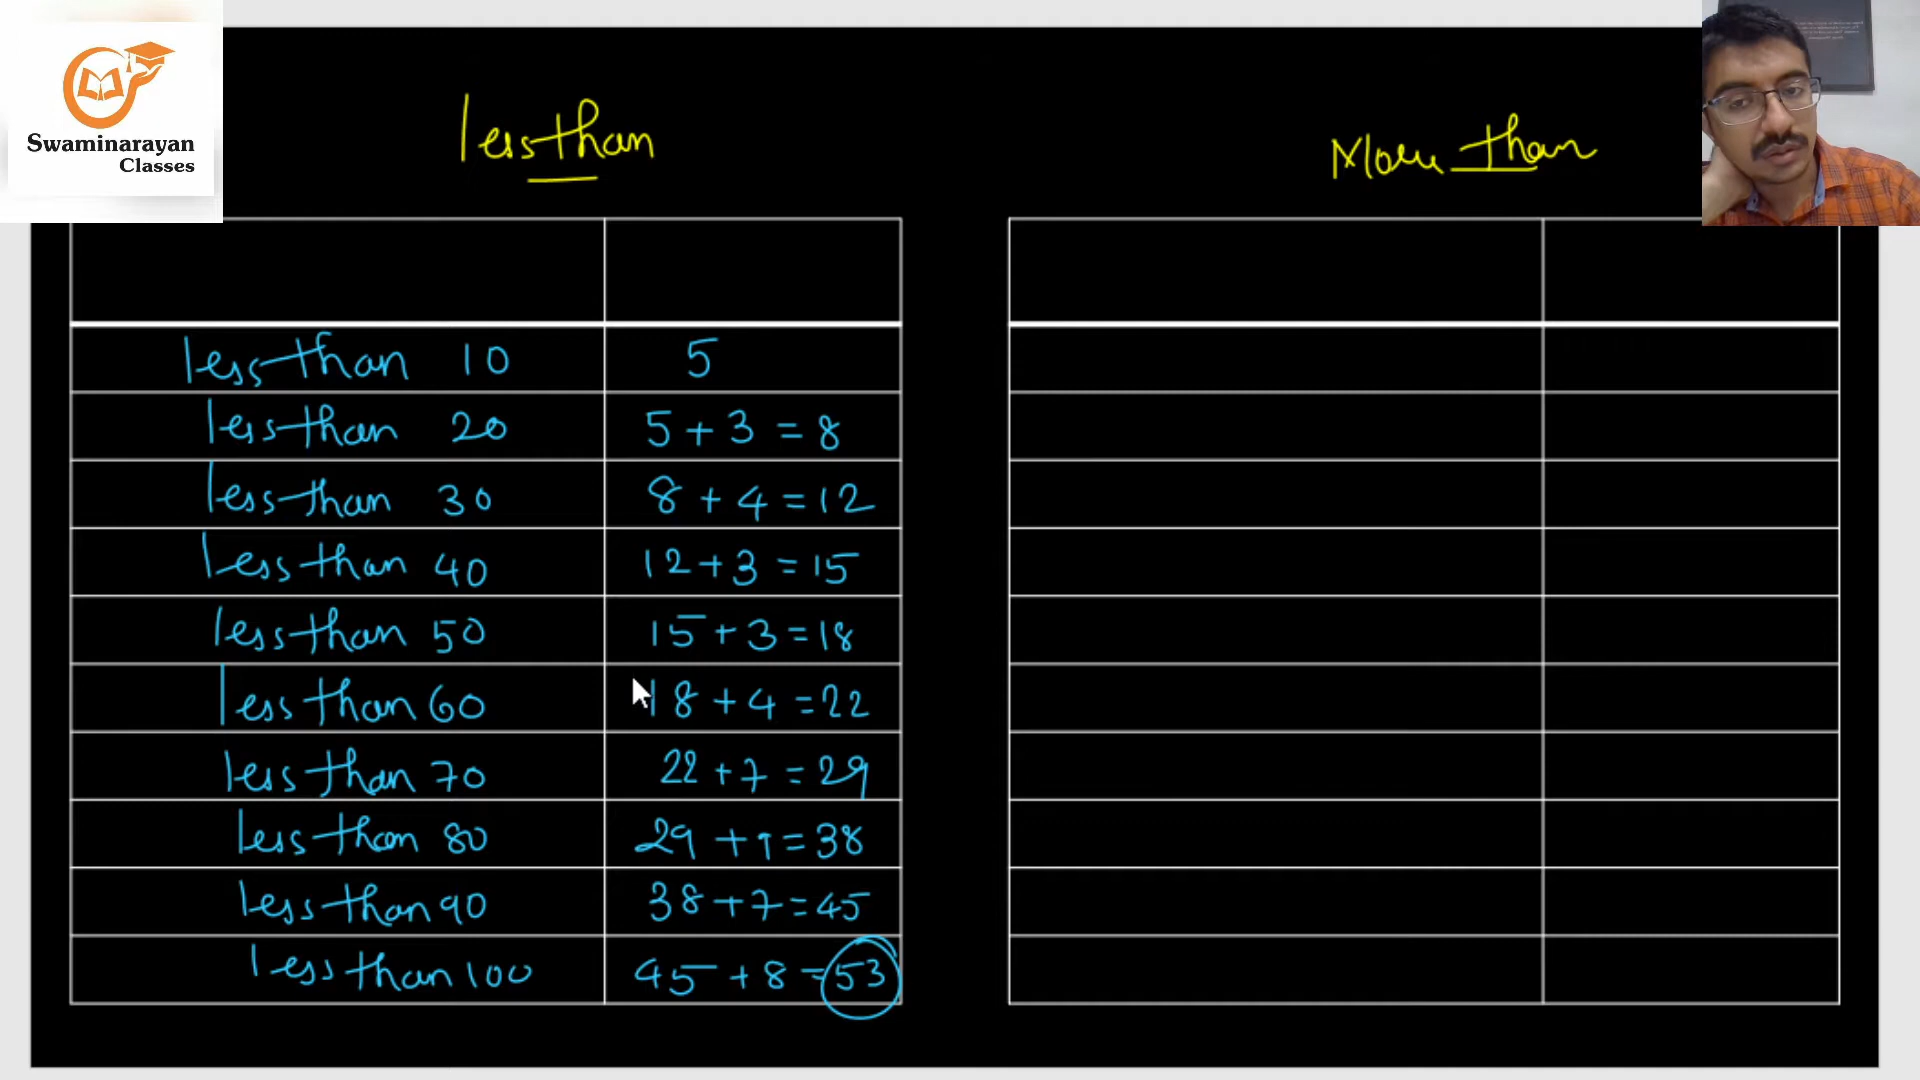 Swaminarayan
Classes
less than
More than
less than 10 5
less than 20 5 + 3 = 8
less than 30 8 + 4 = 12
less than 40 12 + 3 = 15
less than 50 15 + 3 = 18
less than 60 18 + 4 = 22
less than 70 22 + 7 = 29
less than 80 29 + 9 = 38
less than 90 38 + 7 = 45
less than 100 45 + 8 = 53